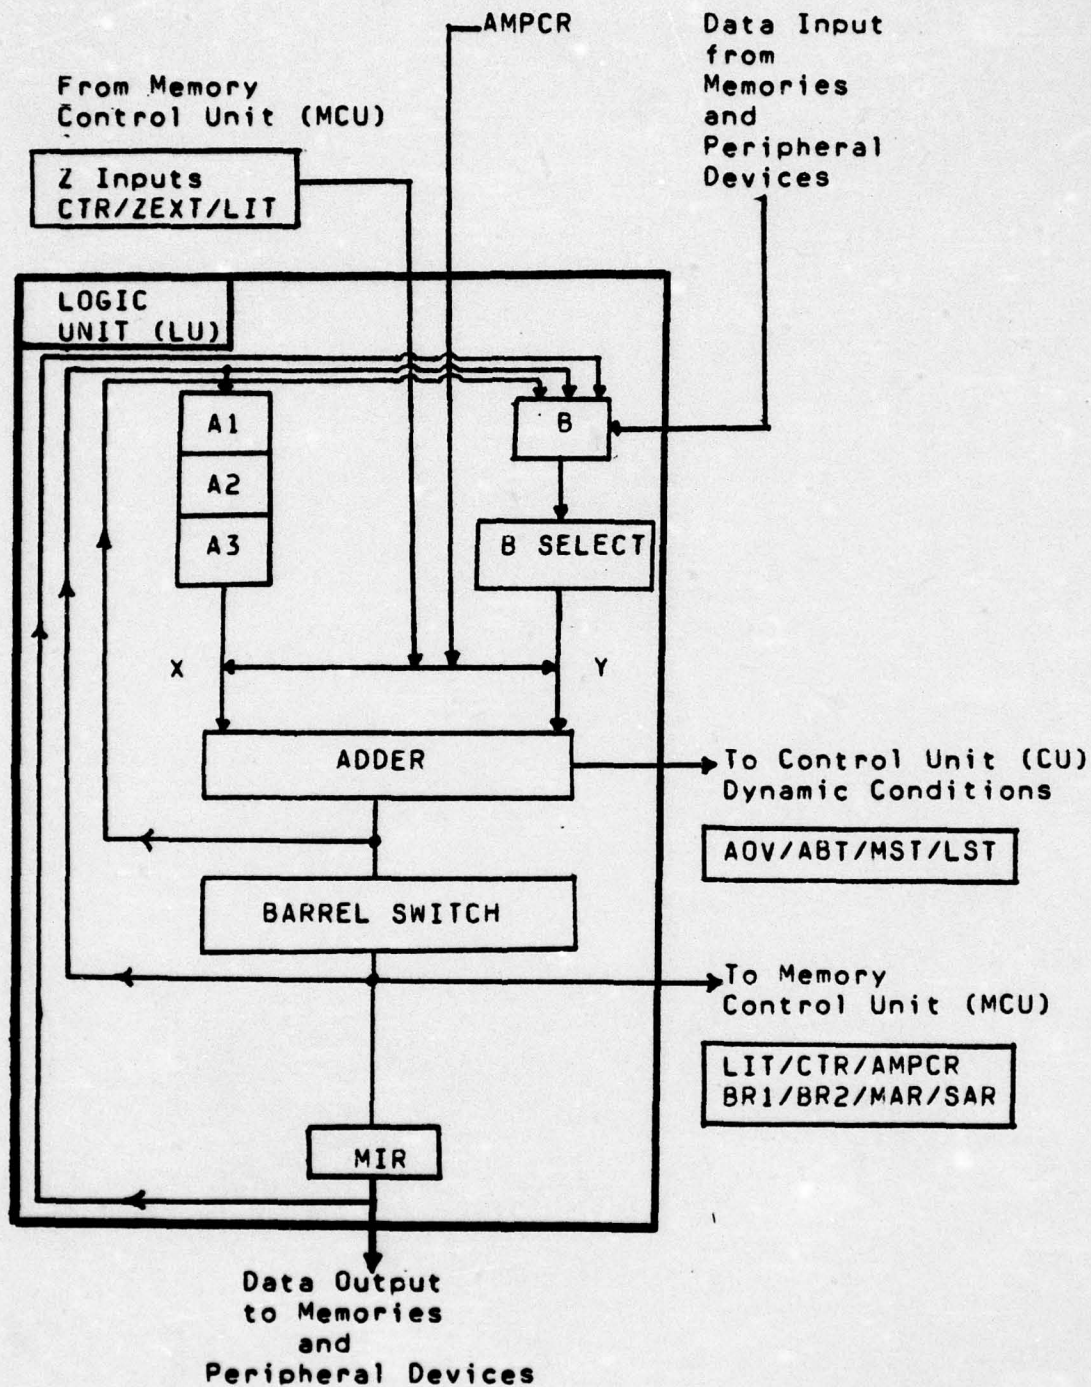 AMPCR
Data Input
from
Memories
and
Peripheral
Devices
From Memory
Control Unit (MCU)
Z Inputs
CTR/ZEXT/LIT
LOGIC
UNIT (LU)
A1
A2
A3
B
B SELECT
X
Y
ADDER
To Control Unit (CU)
Dynamic Conditions
AOV/ABT/MST/LST
BARREL SWITCH
To Memory
Control Unit (MCU)
LIT/CTR/AMPCR
BR1/BR2/MAR/SAR
MIR
Data Output
to Memories
and
Peripheral Devices